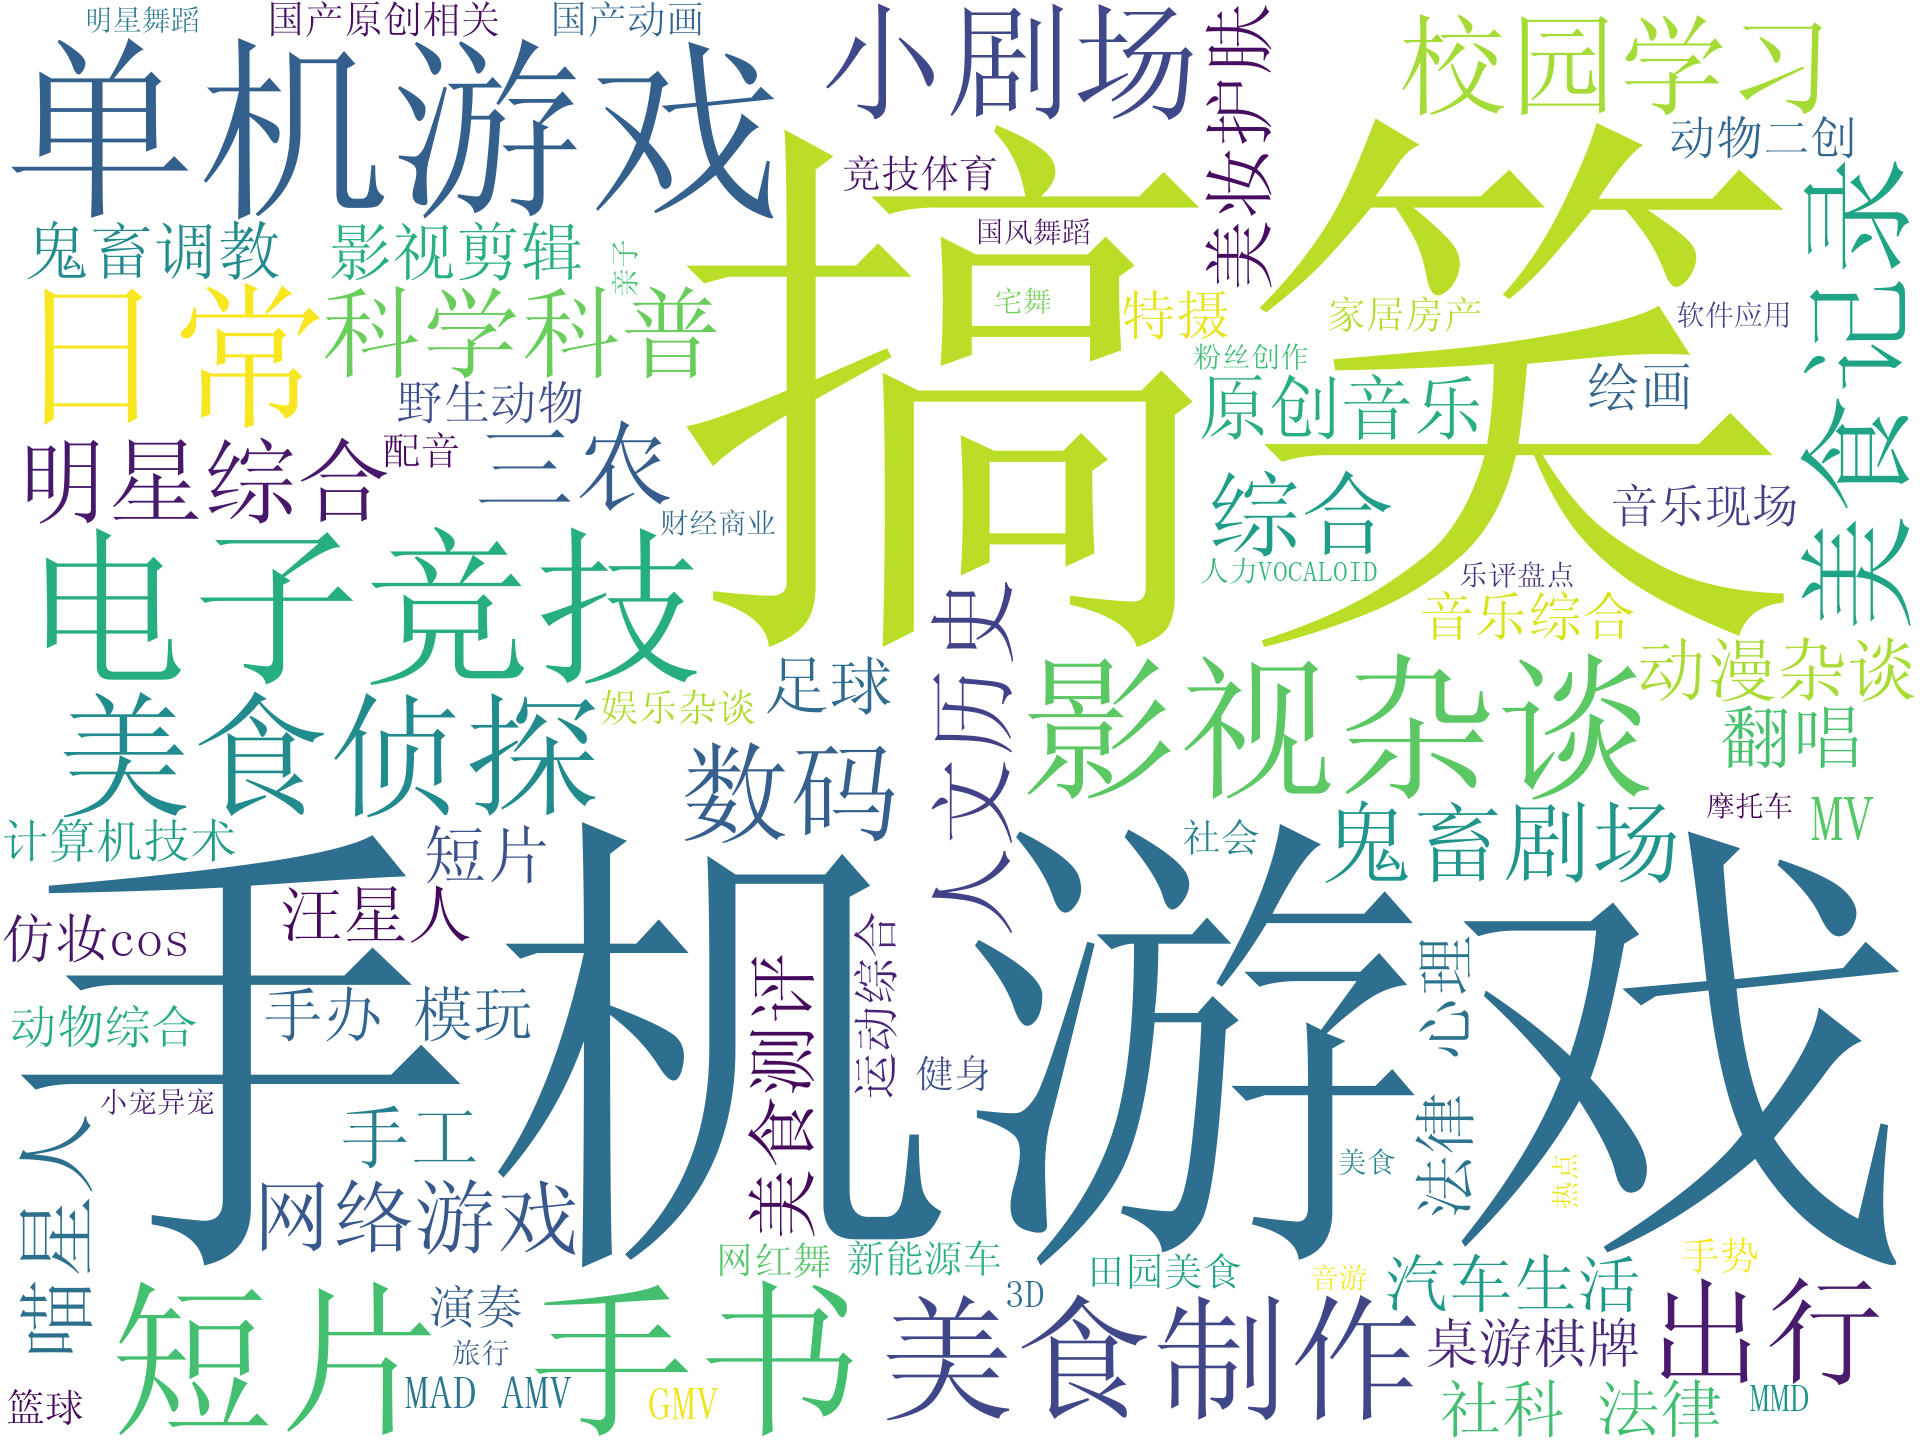 明星舞蹈
国产原创相关
国产动画
单机游戏
小剧场
美妆护肤
校园学习
动物二创
竞技体育
搞笑
国风舞蹈
美食记录
鬼畜调教
影视剪辑
亲子
日常
科学科普
宅舞
特摄
家居房产
软件应用
粉丝创作
野生动物
原创音乐
绘画
明星综合
配音
三农
综合
音乐现场
财经商业
人力VOCALOID
乐评盘点
音乐综合
电子竞技
人文历史
影视杂谈
动漫杂谈
足球
娱乐杂谈
美食侦探
数码
翻唱
计算机技术
短片
社会
鬼畜剧场
摩托车
MV
手机游戏
汪星人
仿妆cos
动物综合
手办 模玩
美食测评
运动综合
健身
心理
小宠异宠
喵星人
手工
美食
法律
热点
网络游戏
网红舞
新能源车
田园美食
音游
汽车生活
手势
短片
演奏
手书
3D
美食制作
桌游棋牌
出行
旅行
篮球
MAD AMV
GMV
社科 法律
MMD